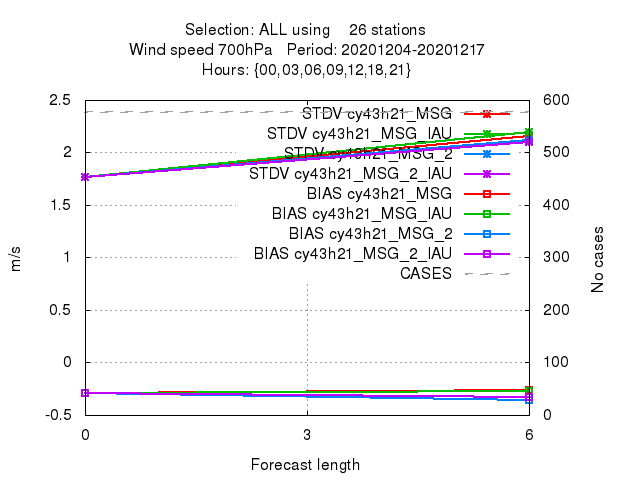 Selection: ALL using 26 stations
Wind speed 700hPa Period: 20201204-20201217
Hours: {00,03,06,09,12,18,21}
2.5
2
1.5
1
0.5
0
-0.5
600
500
400
300
200
100
0
m/s
No cases
STDV cy43h21_MSG
STDV cy43h21_MSG_IAU
STDV cy43h21_MSG_2
STDV cy43h21_MSG_2_IAU
BIAS cy43h21_MSG
BIAS cy43h21_MSG_IAU
BIAS cy43h21_MSG_2
BIAS cy43h21_MSG_2_IAU
CASES
0 3 6
Forecast length